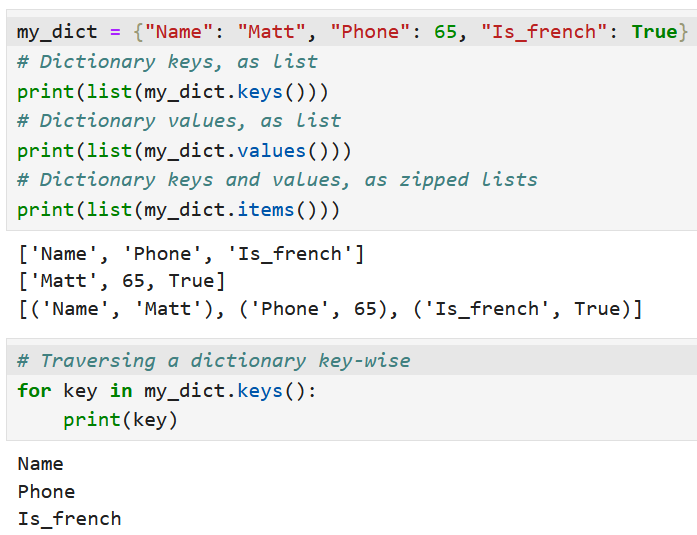 my_dict = {"Name": "Matt", "Phone": 65, "Is_french": True}
# Dictionary keys, as list
print(list(my_dict.keys()))
# Dictionary values, as list
print(list(my_dict.values()))
# Dictionary keys and values, as zipped lists
print(list(my_dict.items()))
['Name', 'Phone', 'Is_french']
['Matt', 65, True]
[('Name', 'Matt'), ('Phone', 65), ('Is_french', True)]
# Traversing a dictionary key-wise
for key in my_dict.keys():
    print(key)
Name
Phone
Is_french